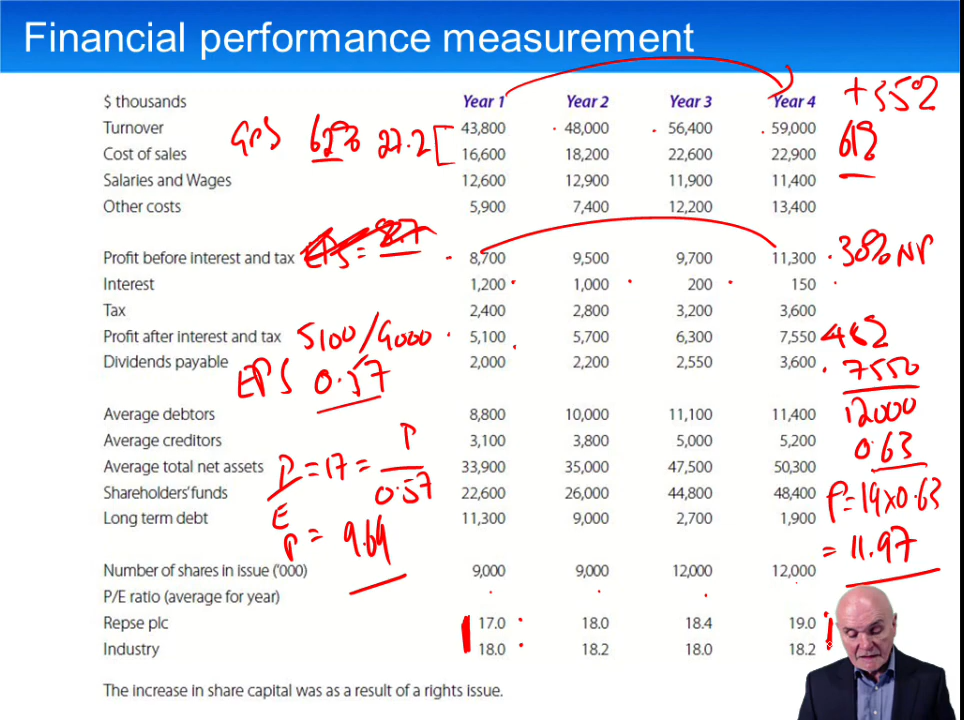 Financial performance measurement
$ thousands Year 1 Year 2 Year 3 Year 4 +35%
Turnover 43,800 48,000 56,400 59,000
GPS 62% 27.2 [ 61%
Cost of sales 16,600 18,200 22,600 22,900
Salaries and Wages 12,600 12,900 11,900 11,400
Other costs 5,900 7,400 12,200 13,400
Profit before interest and tax 8,700 9,500 9,700 11,300 30% NP
Interest 1,200 1,000 200 150
Tax 2,400 2,800 3,200 3,600
Profit after interest and tax 5100/9000 5,100 5,700 6,300 7,550 48%
Dividends payable 2,000 2,200 2,550 3,600 7550
EPS 0.57 12000
Average debtors 8,800 10,000 11,100 11,400
Average creditors 3,100 3,800 5,000 5,200 0.63
Average total net assets 33,900 35,000 47,500 50,300
P/E = 17 = P/0.57
Shareholders' funds 22,600 26,000 44,800 48,400 P=19x0.63
Long term debt 11,300 9,000 2,700 1,900
P = 9.69 = 11.97
Number of shares in issue ('000) 9,000 9,000 12,000 12,000
P/E ratio (average for year)
Repse plc 17.0 18.0 18.4 19.0
Industry 18.0 18.2 18.0 18.2
The increase in share capital was as a result of a rights issue.